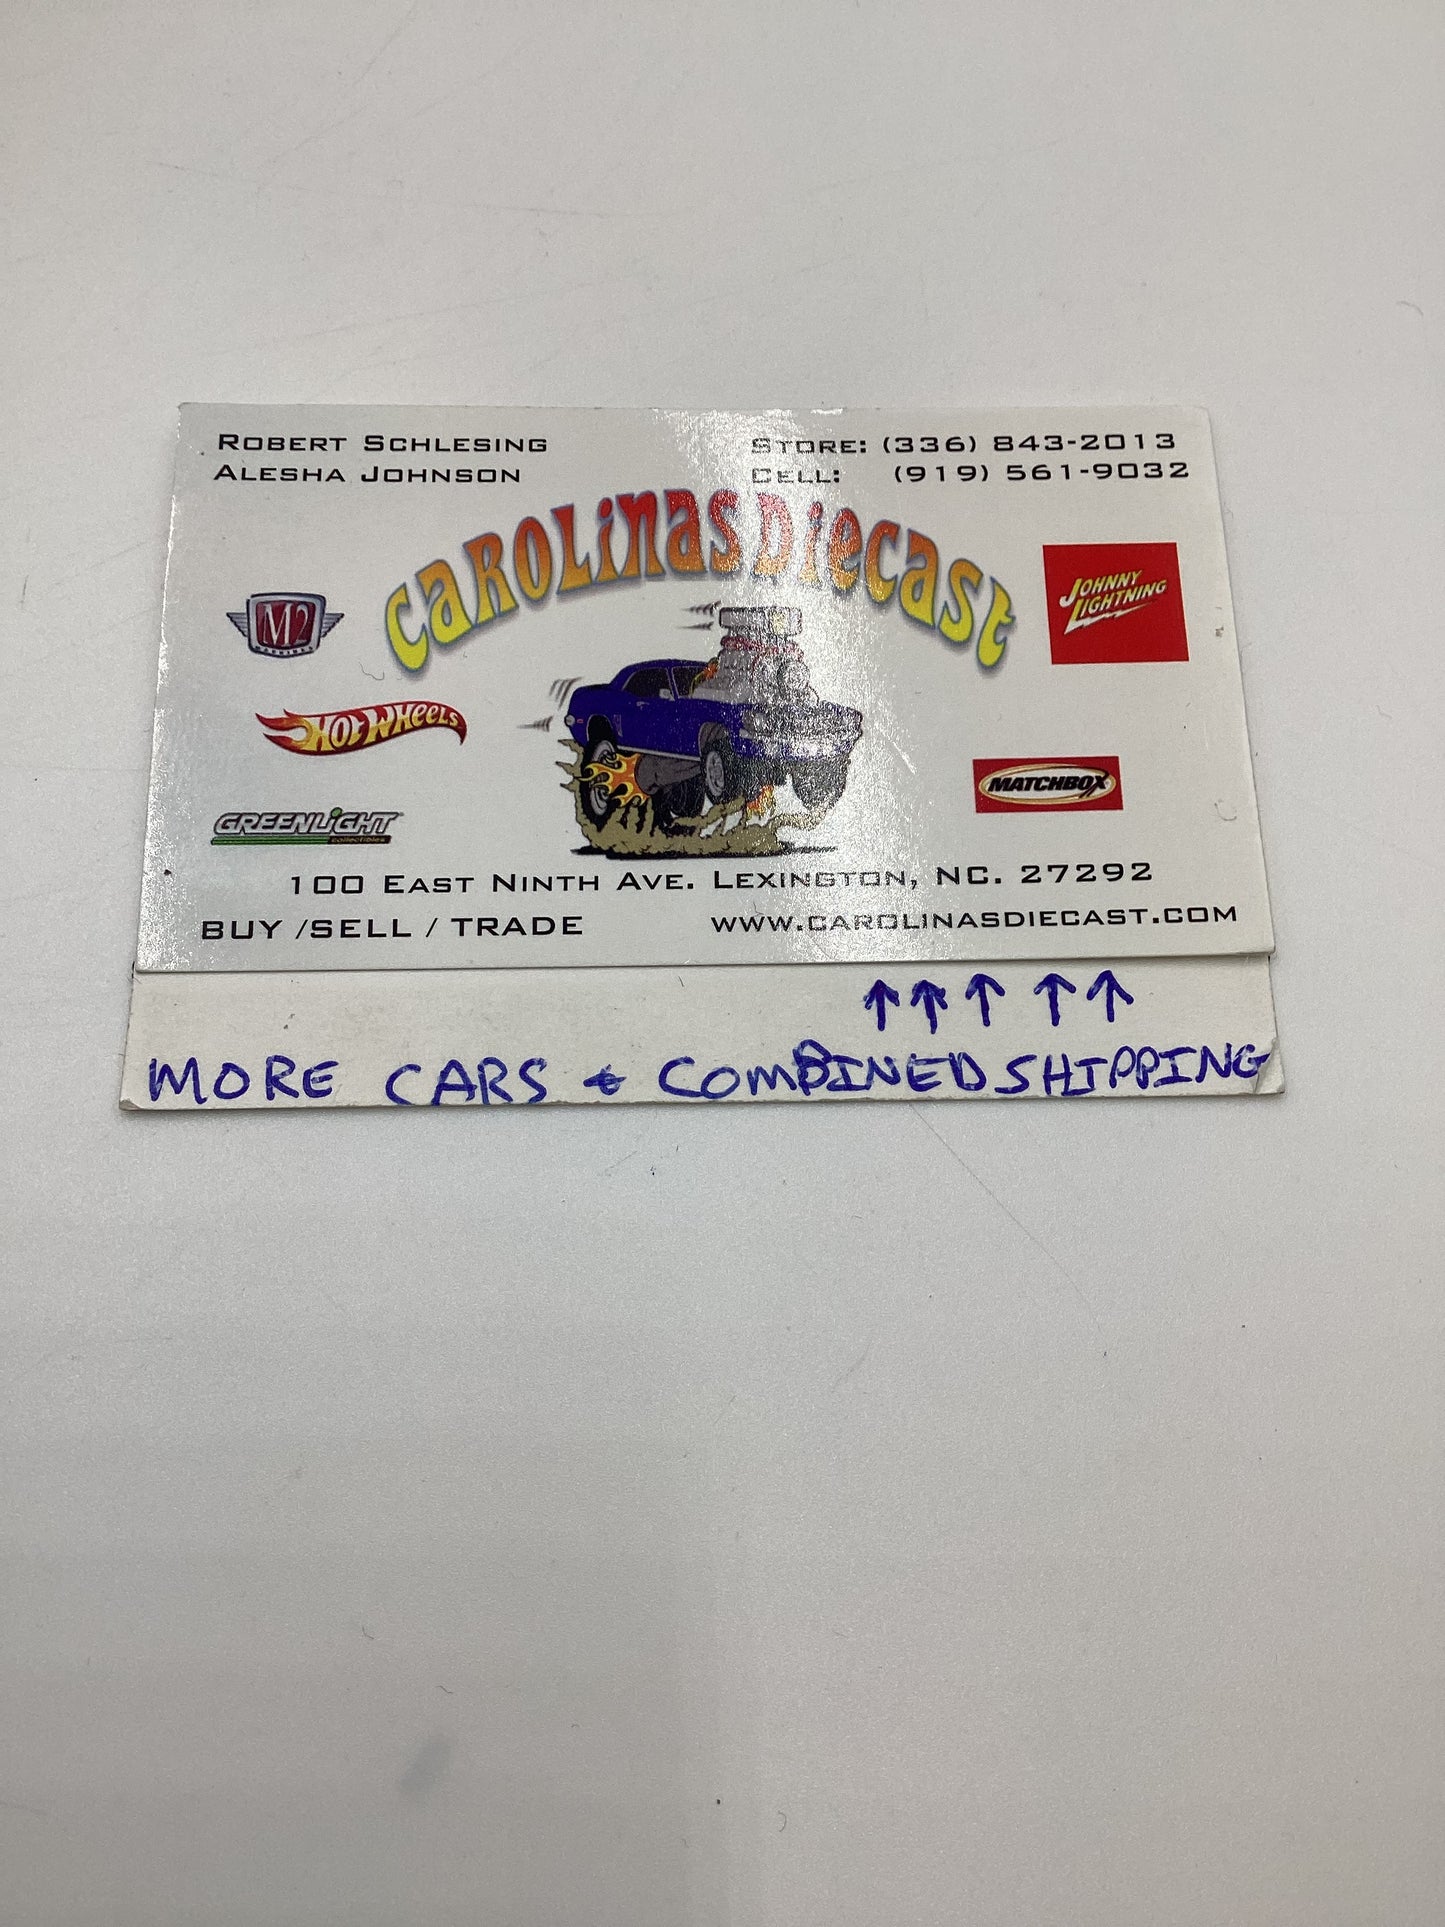 ROBERT SCHLESING
ALESHA JOHNSON
STORE: (336) 843-2013
CELL: (919) 561-9032
CAROLINAS DIECAST
M2
MACHINES
HOT WHEELS
GREENLIGHT
collectibles
JOHNNY
LIGHTNING
MATCHBOX
100 EAST NINTH AVE. LEXINGTON, NC. 27292
BUY /SELL / TRADE
WWW.CAROLINASDIECAST.COM
↑ ↑ ↑ ↑ ↑
MORE CARS & COMBINED SHIPPING